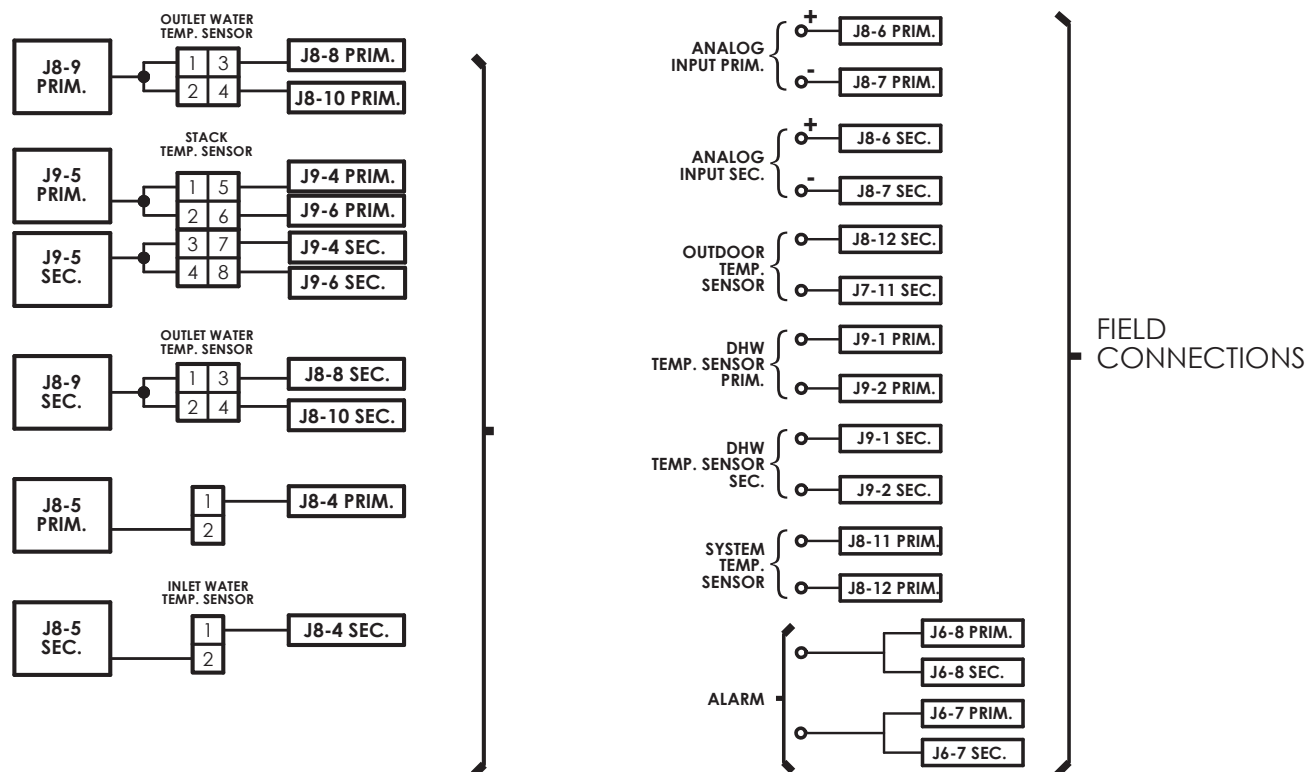 OUTLET WATER
TEMP. SENSOR
J8-9
PRIM.
1 3
2 4
J8-8 PRIM.
J8-10 PRIM.
STACK
TEMP. SENSOR
J9-5
PRIM.
J9-5
SEC.
1 5
2 6
3 7
4 8
J9-4 PRIM.
J9-6 PRIM.
J9-4 SEC.
J9-6 SEC.
OUTLET WATER
TEMP. SENSOR
J8-9
SEC.
1 3
2 4
J8-8 SEC.
J8-10 SEC.
J8-5
PRIM.
1
2
J8-4 PRIM.
INLET WATER
TEMP. SENSOR
J8-5
SEC.
1
2
J8-4 SEC.
ANALOG
INPUT PRIM.
+
-
J8-6 PRIM.
J8-7 PRIM.
ANALOG
INPUT SEC.
+
-
J8-6 SEC.
J8-7 SEC.
OUTDOOR
TEMP.
SENSOR
J8-12 SEC.
J7-11 SEC.
DHW
TEMP. SENSOR
PRIM.
J9-1 PRIM.
J9-2 PRIM.
DHW
TEMP. SENSOR
SEC.
J9-1 SEC.
J9-2 SEC.
SYSTEM
TEMP.
SENSOR
J8-11 PRIM.
J8-12 PRIM.
ALARM
J6-8 PRIM.
J6-8 SEC.
J6-7 PRIM.
J6-7 SEC.
FIELD
CONNECTIONS